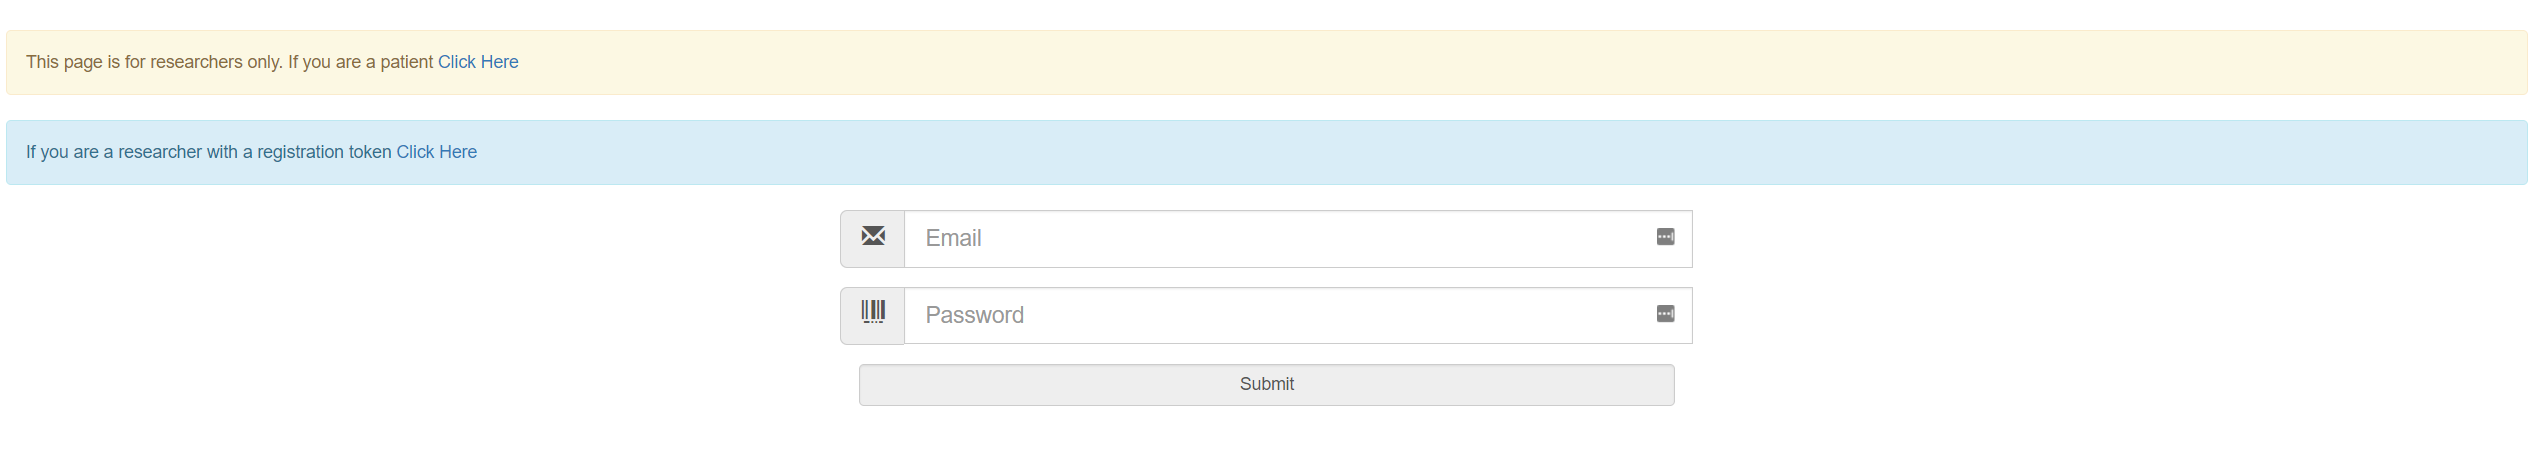 This page is for researchers only. If you are a patient Click Here
If you are a researcher with a registration token Click Here
Email
Password
Submit